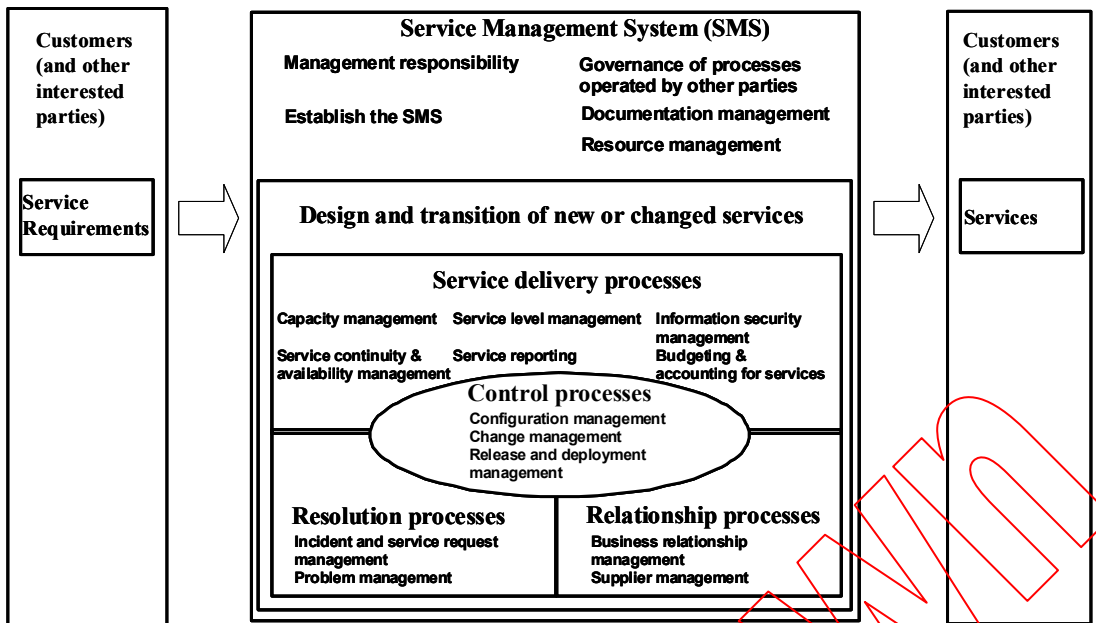 Customers
(and other
interested
parties)
Service
Requirements
Service Management System (SMS)
Management responsibility
Establish the SMS
Governance of processes
operated by other parties
Documentation management
Resource management
Design and transition of new or changed services
Service delivery processes
Capacity management
Service level management
Information security
management
Service continuity &
availability management
Service reporting
Budgeting &
accounting for services
Control processes
Configuration management
Change management
Release and deployment
management
Resolution processes
Incident and service request
management
Problem management
Relationship processes
Business relationship
management
Supplier management
Customers
(and other
interested
parties)
Services
wn